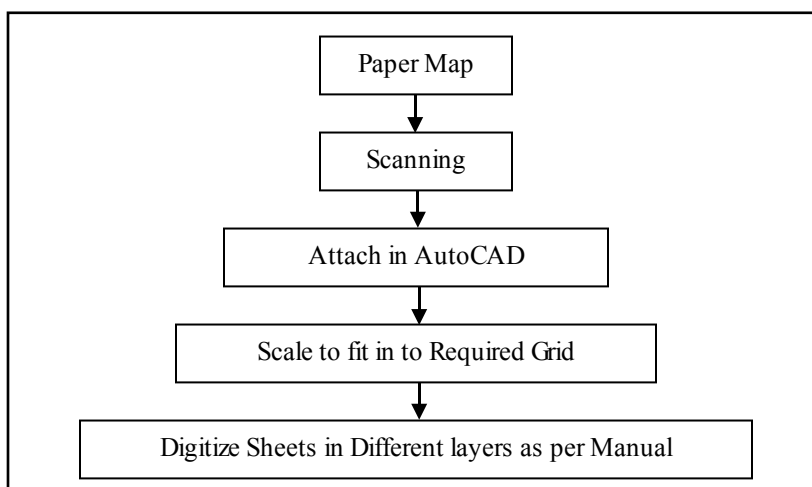 Paper Map
Scanning
Attach in AutoCAD
Scale to fit in to Required Grid
Digitize Sheets in Different layers as per Manual